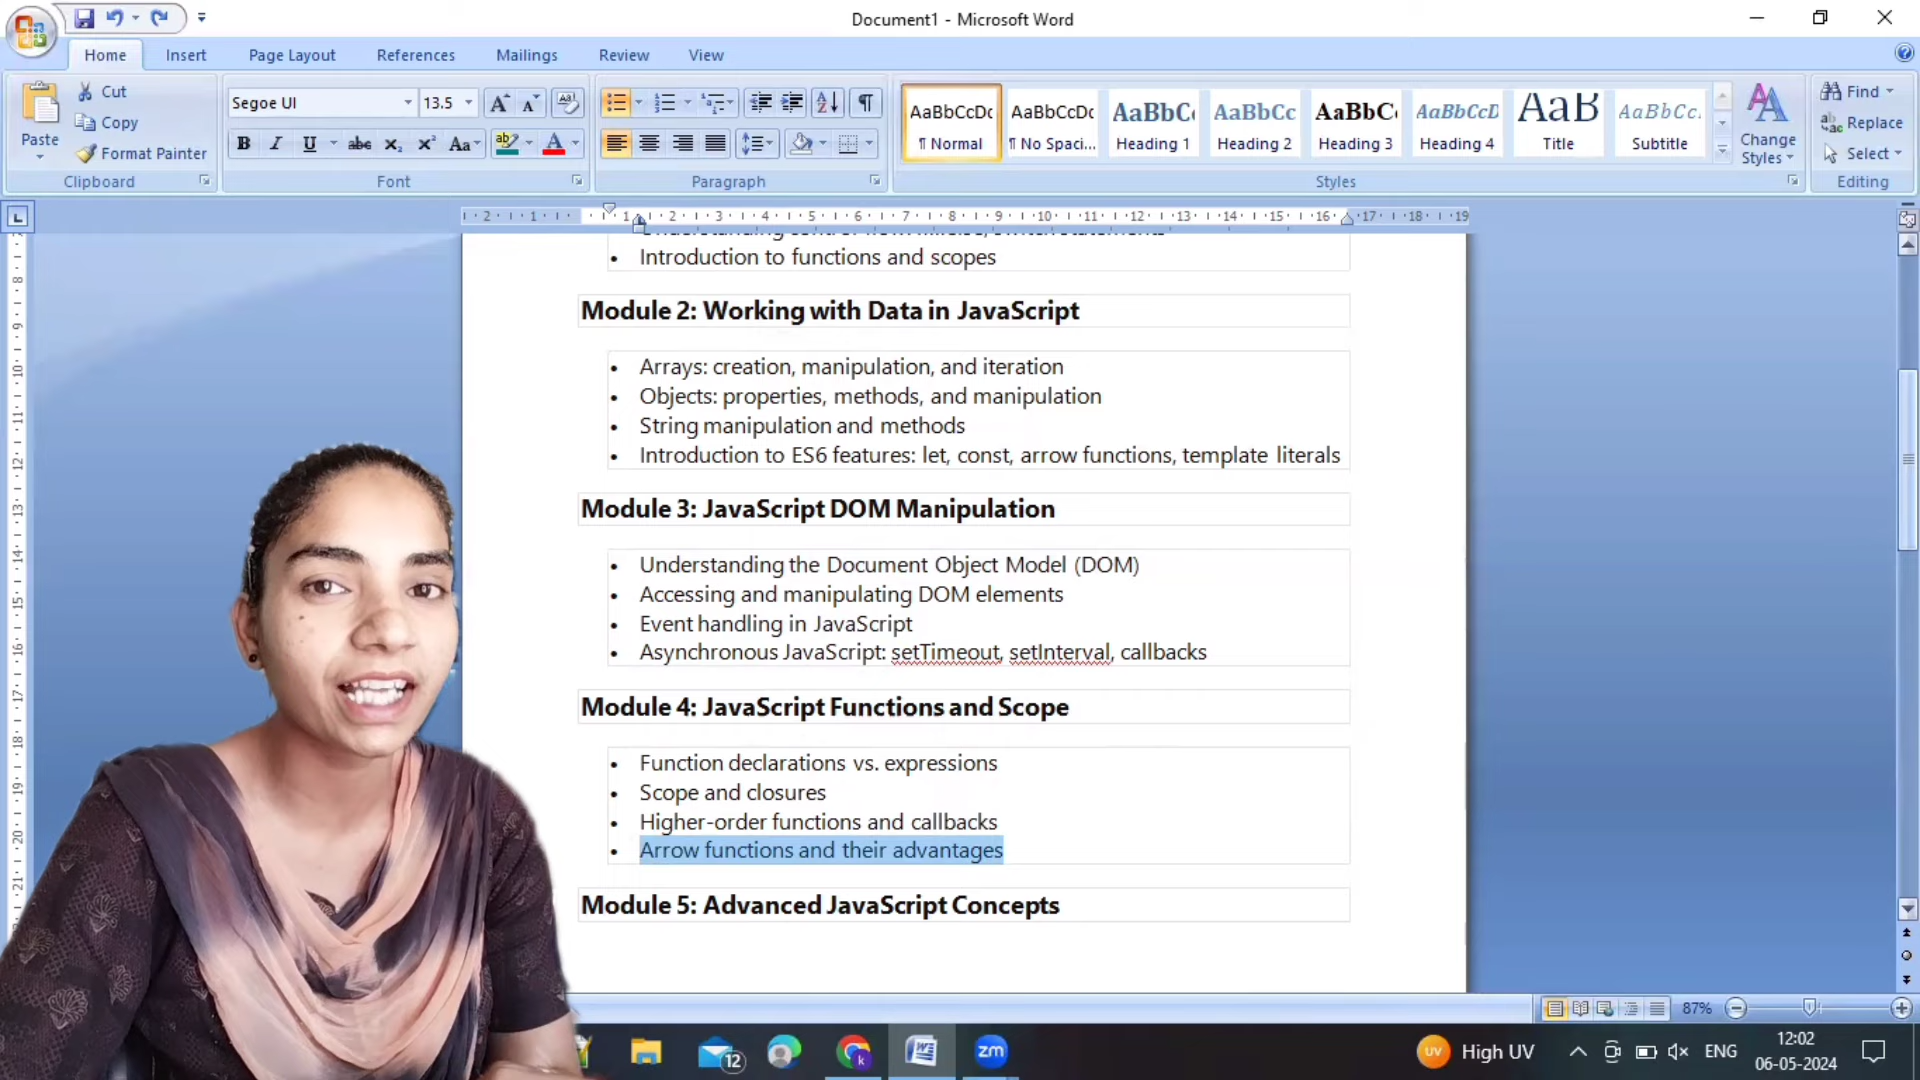 Document1 - Microsoft Word
Home Insert Page Layout References Mailings Review View
Paste
Cut
Copy
Format Painter
Clipboard
Segoe UI 13.5
Font
Paragraph
AaBbCcDc AaBbCcDc AaBbC AaBbCc AaBbC AaBbCcD AaB AaBbCc.
¶ Normal ¶ No Spaci... Heading 1 Heading 2 Heading 3 Heading 4 Title Subtitle
Change
Styles
Styles
Find
Replace
Select
Editing
• Introduction to functions and scopes
Module 2: Working with Data in JavaScript
• Arrays: creation, manipulation, and iteration
• Objects: properties, methods, and manipulation
• String manipulation and methods
• Introduction to ES6 features: let, const, arrow functions, template literals
Module 3: JavaScript DOM Manipulation
• Understanding the Document Object Model (DOM)
• Accessing and manipulating DOM elements
• Event handling in JavaScript
• Asynchronous JavaScript: setTimeout, setInterval, callbacks
Module 4: JavaScript Functions and Scope
• Function declarations vs. expressions
• Scope and closures
• Higher-order functions and callbacks
• Arrow functions and their advantages
Module 5: Advanced JavaScript Concepts
87%
12
zm
UV High UV
ENG
12:02
06-05-2024